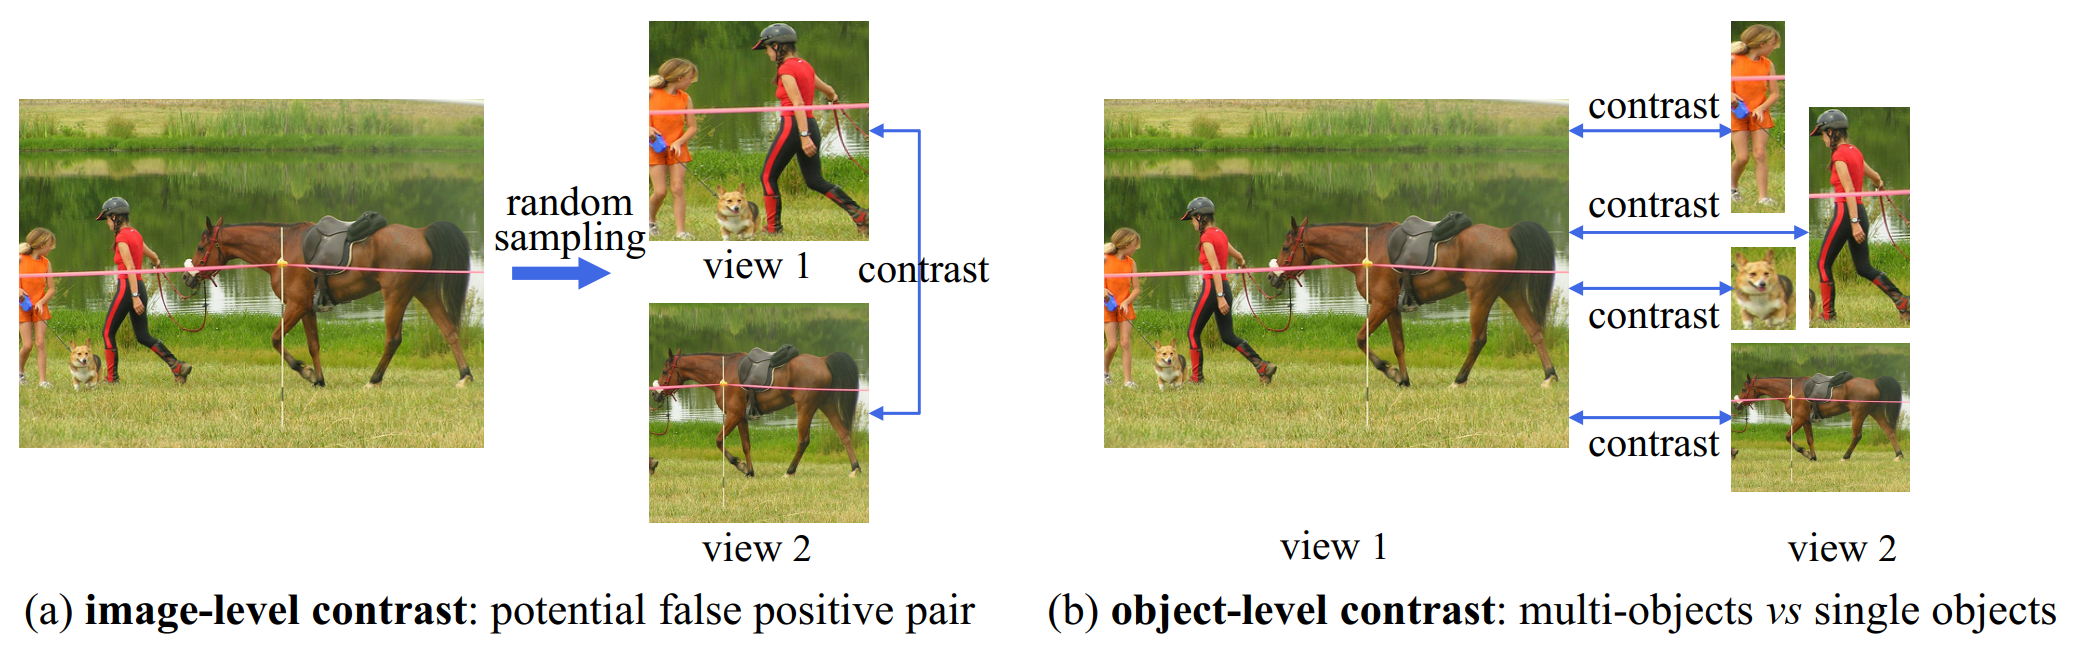 random
sampling
view 1
contrast
view 2
(a) image-level contrast: potential false positive pair
contrast
contrast
contrast
contrast
view 1
view 2
(b) object-level contrast: multi-objects vs single objects